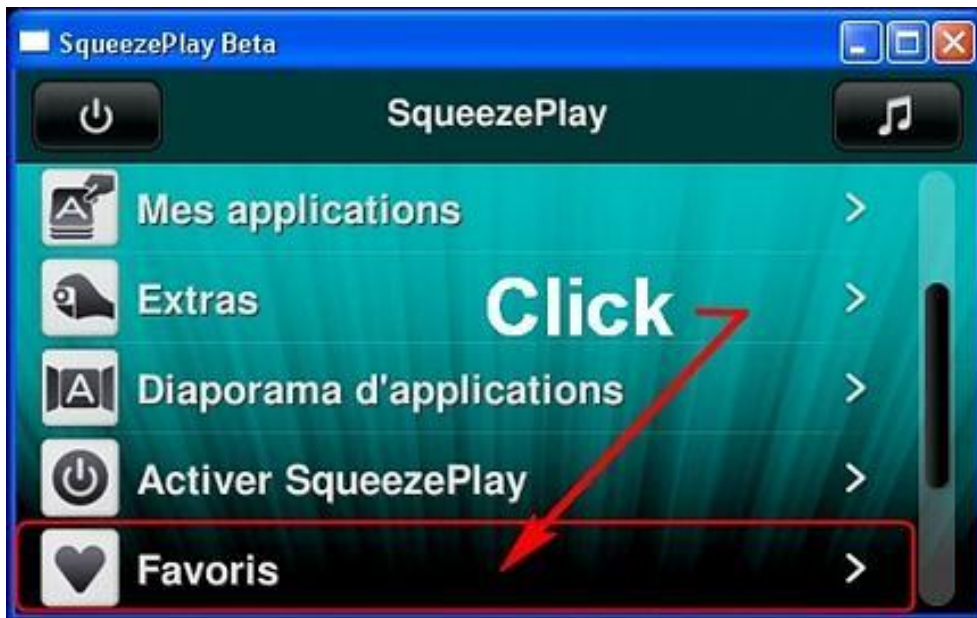 SqueezePlay Beta
SqueezePlay
Mes applications
Extras
Click
Diaporama d'applications
Activer SqueezePlay
Favoris